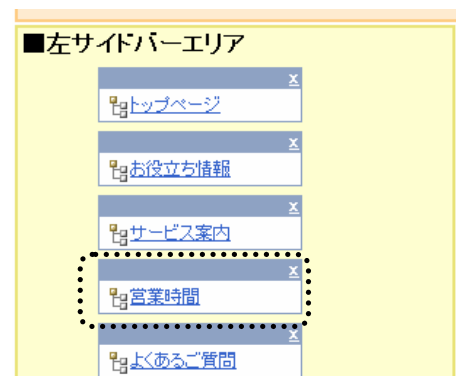 ■左サイドバーエリア
x
トップページ
x
お役立ち情報
x
サービス案内
x
営業時間
x
よくあるご質問